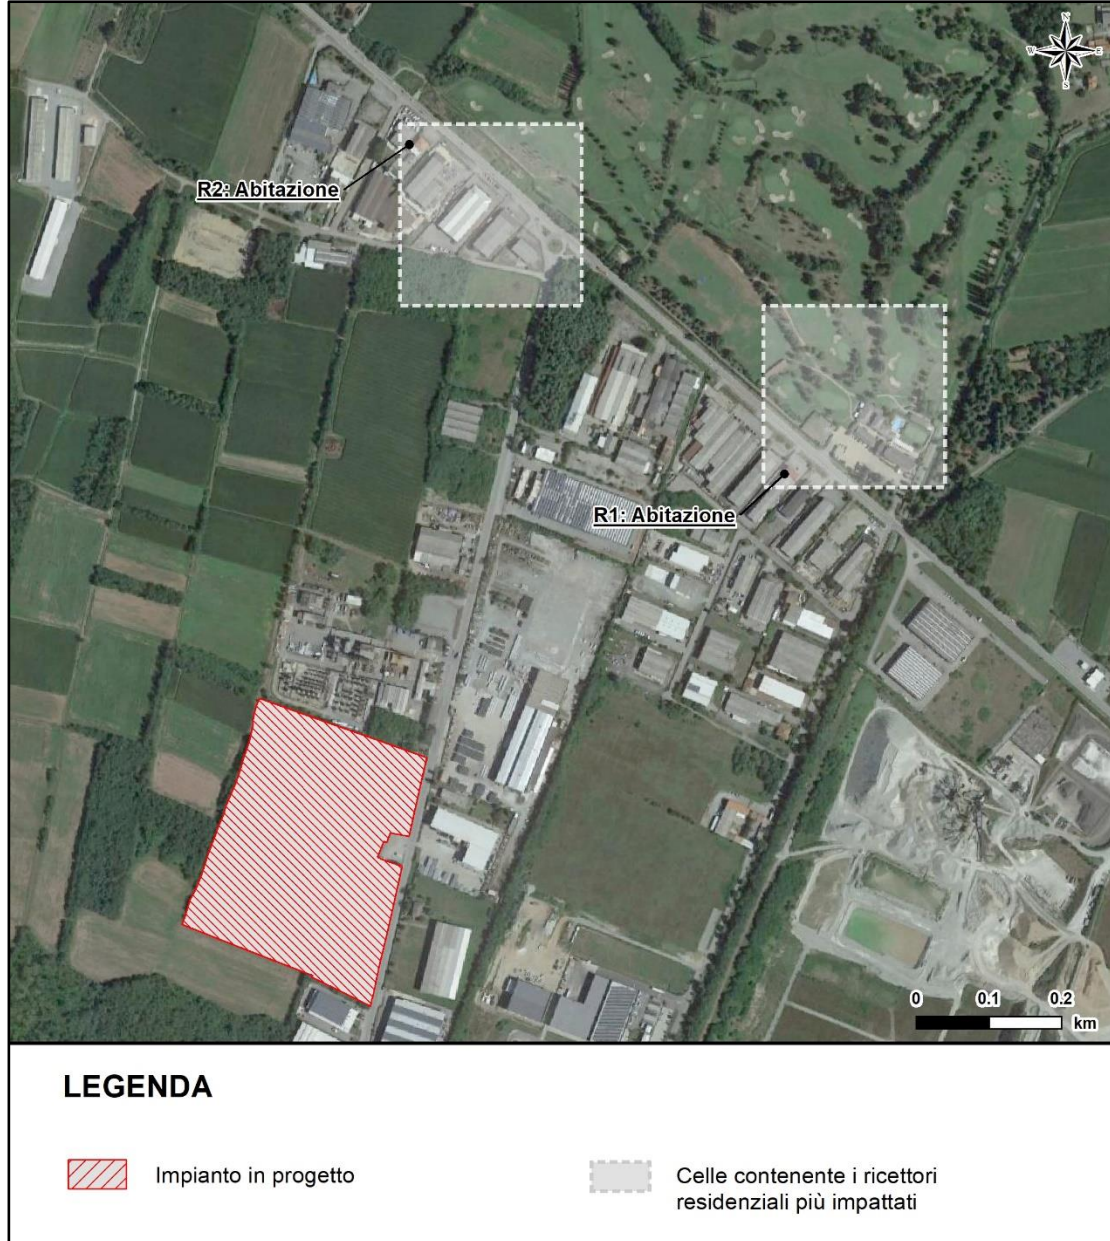 N
W E
S
R2: Abitazione
R1: Abitazione
0 0.1 0.2
km
LEGENDA
Impianto in progetto
Celle contenente i ricettori
residenziali più impattati